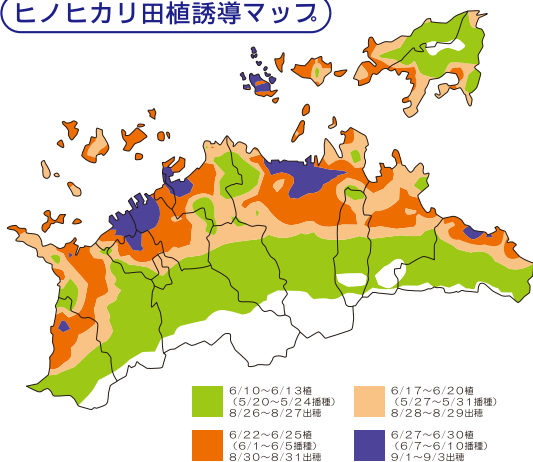 ヒノヒカリ田植誘導マップ
6/10～6/13植
（5/20～5/24播種）
8/26～8/27出穂
6/17～6/20植
（5/27～5/31播種）
8/28～8/29出穂
6/22～6/25植
（6/1～6/5播種）
8/30～8/31出穂
6/27～6/30植
（6/7～6/10播種）
9/1～9/3出穂